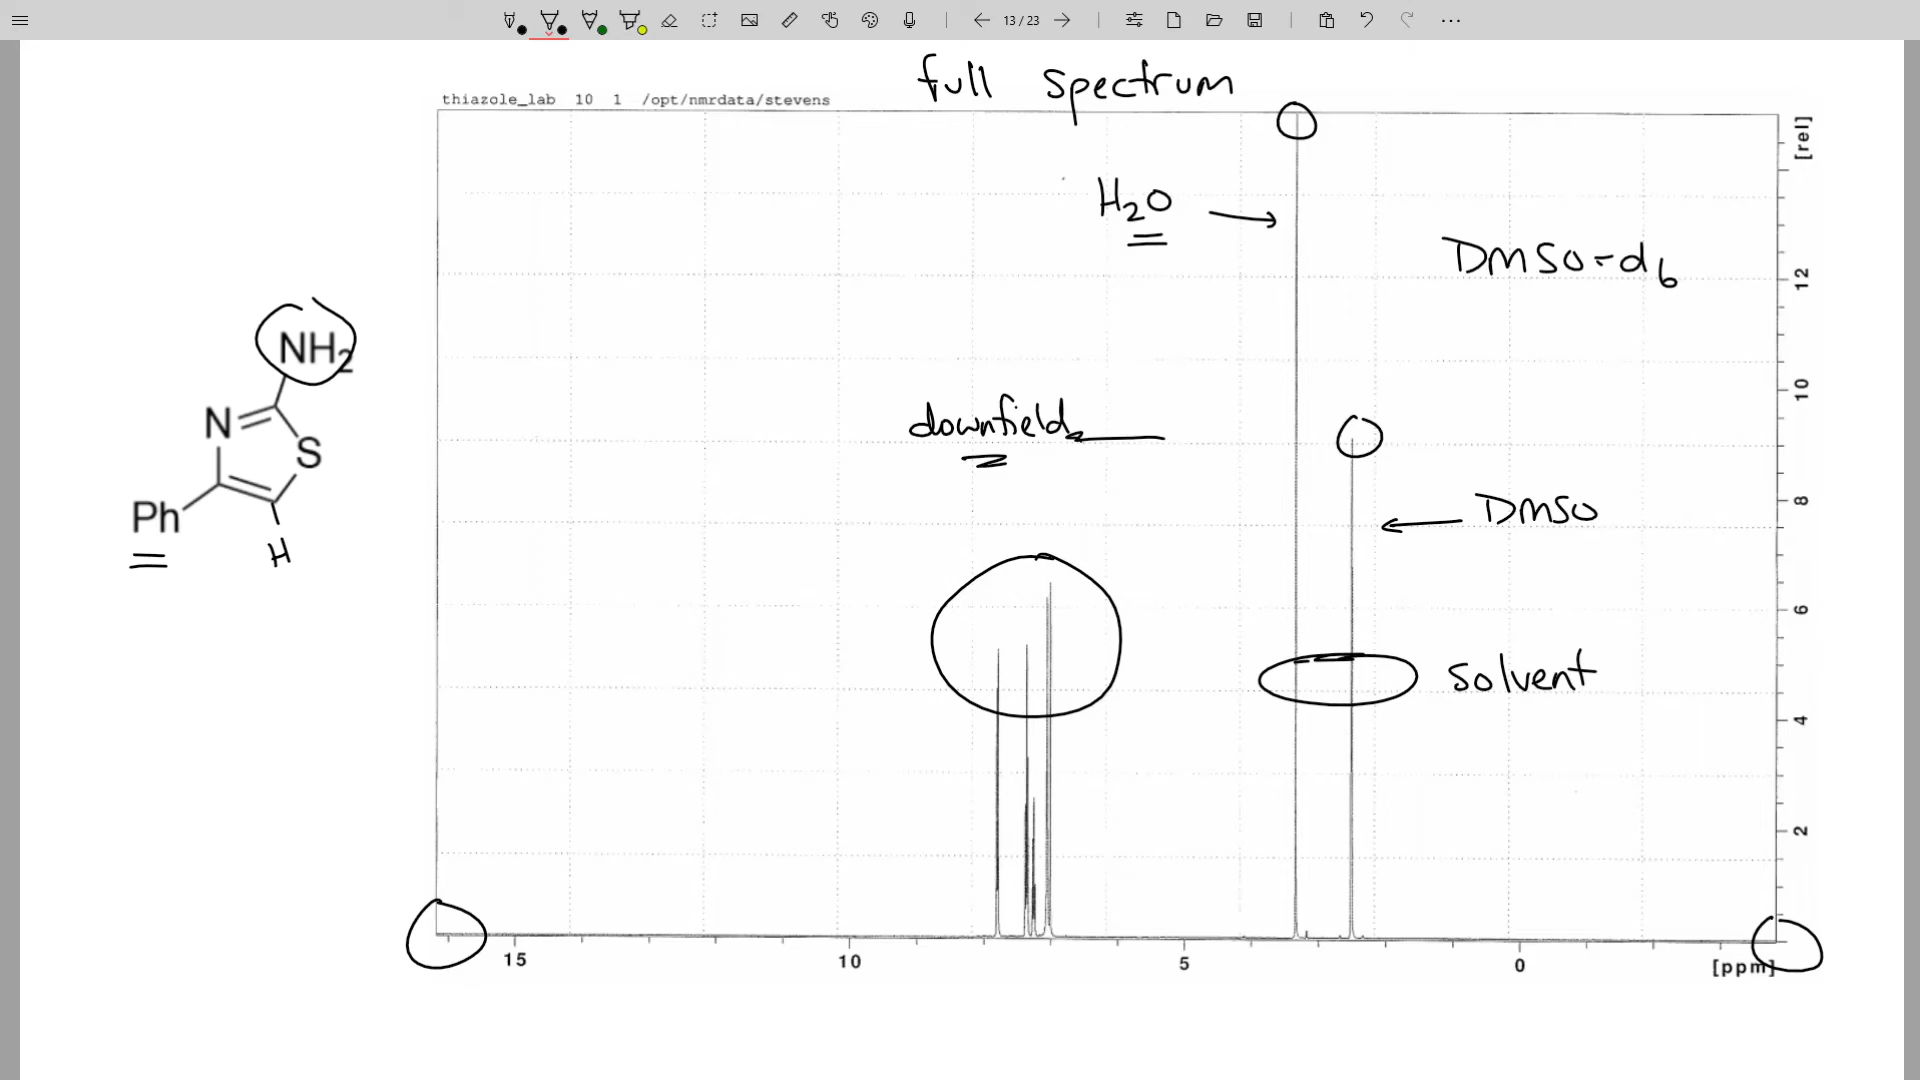 13 / 23
full spectrum
thiazole_lab 10 1 /opt/nmrdata/stevens
[rel]
H2O
DMSO-d6
12
NH2
10
N
downfield
S
8
DMSO
Ph
H
6
solvent
4
2
15 10 5 0 [ppm]